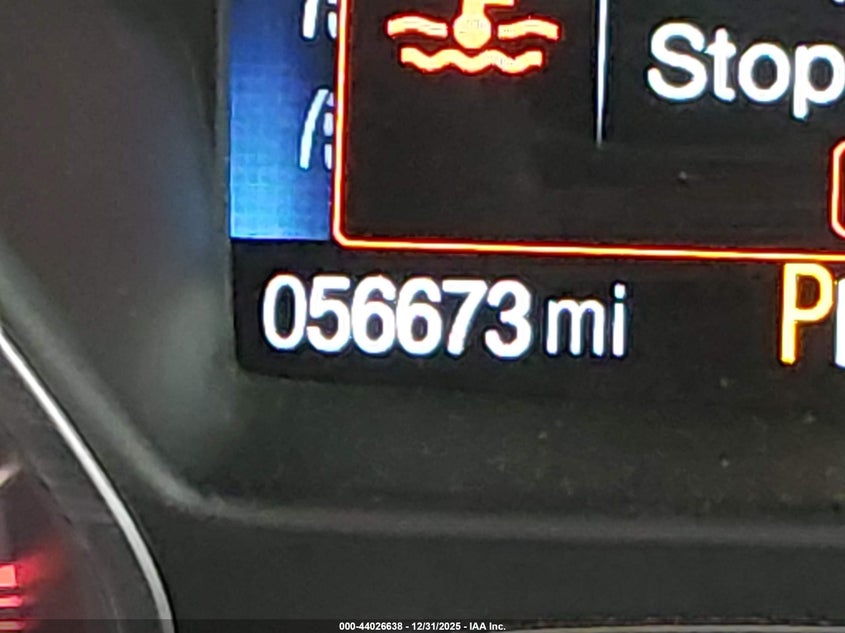 Stop
056673 mi
P
000-44026638 - 12/31/2025 - IAA Inc.